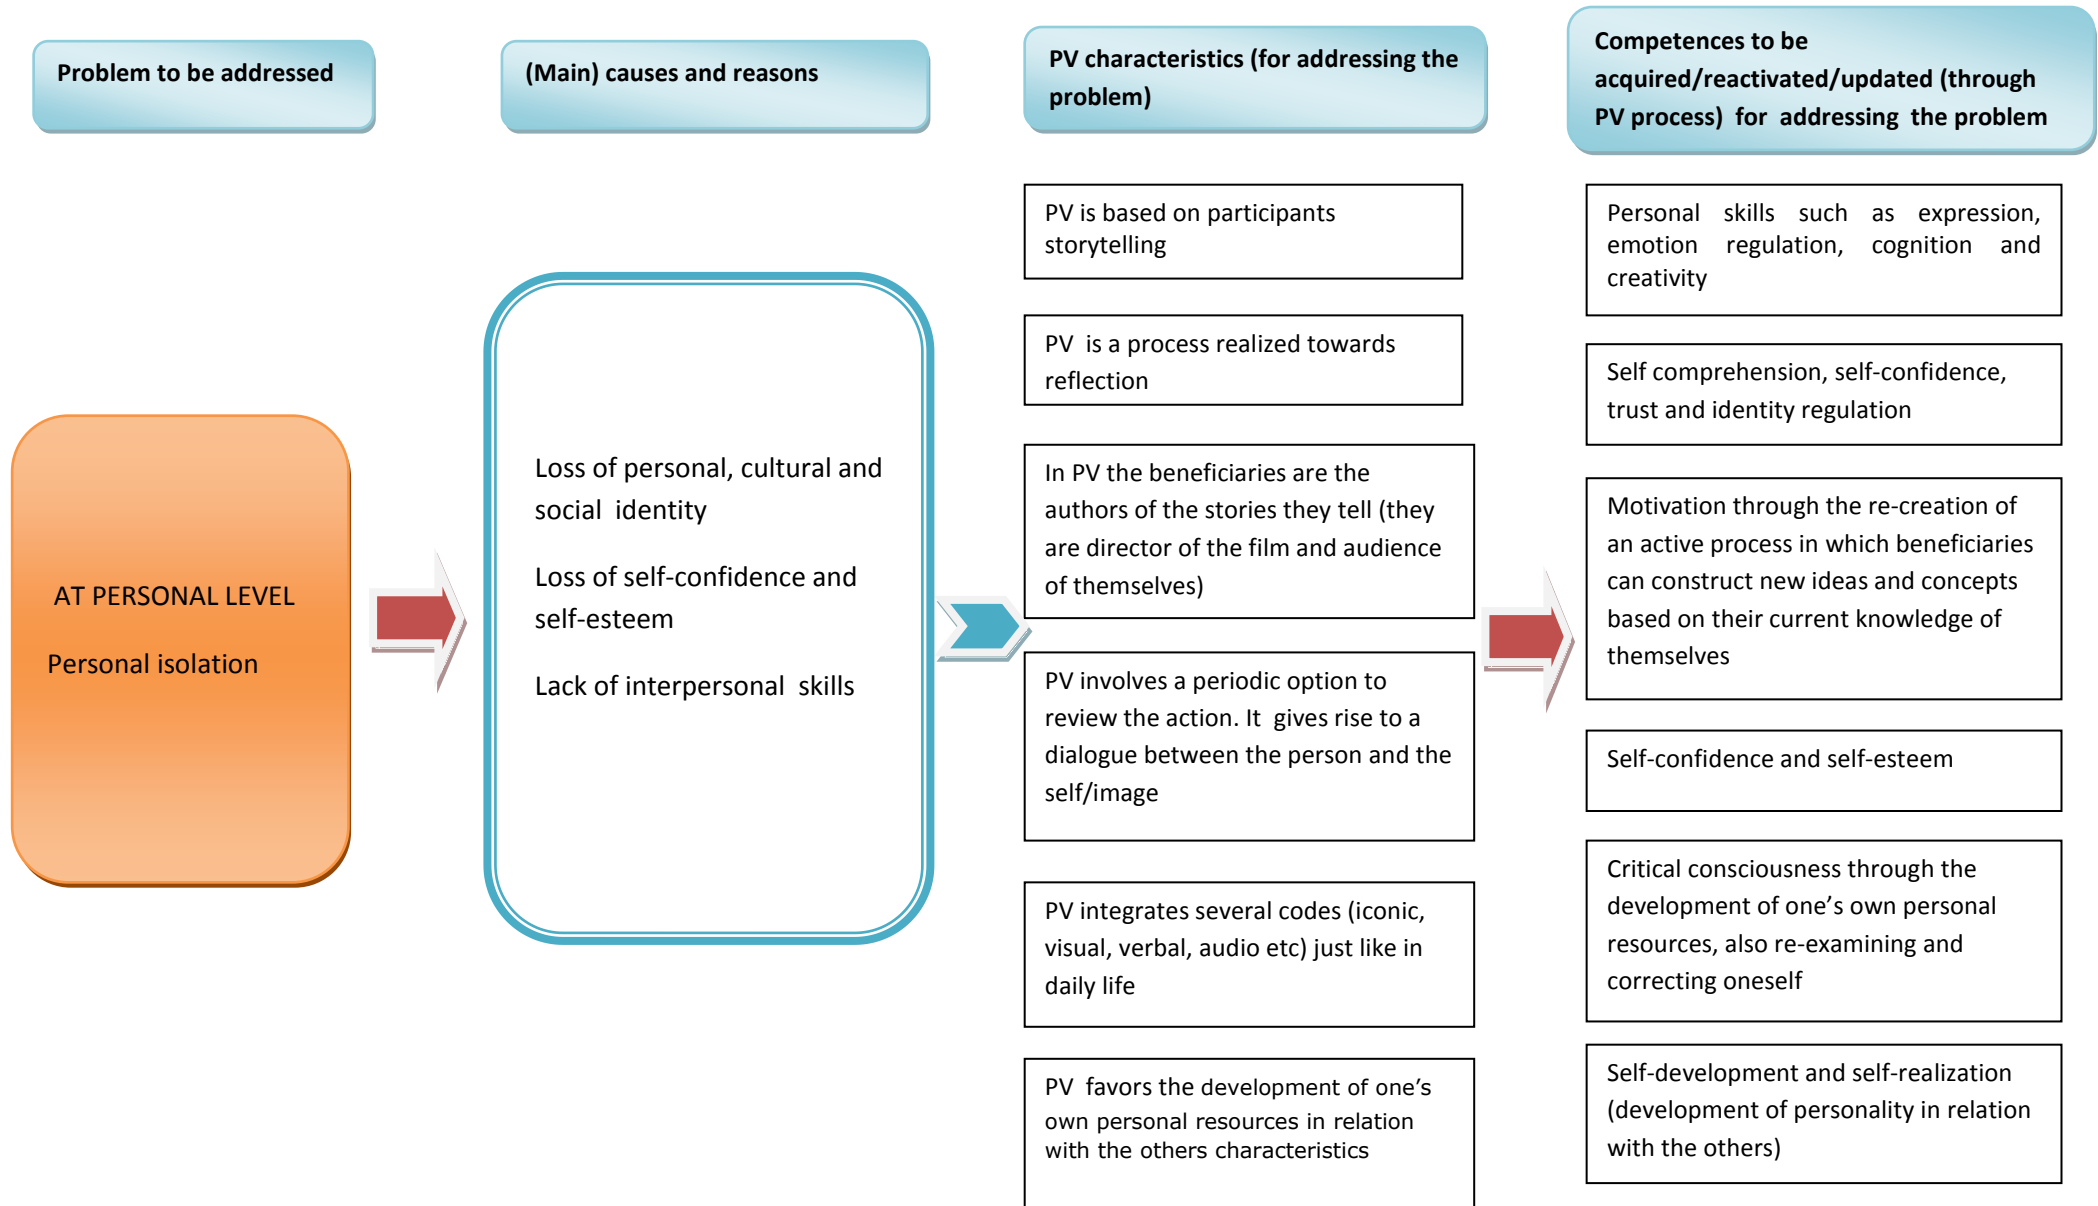 Problem to be addressed
(Main) causes and reasons
PV characteristics (for addressing the
problem)
Competences to be
acquired/reactivated/updated (through
PV process) for addressing the problem
AT PERSONAL LEVEL
Personal isolation
Loss of personal, cultural and
social identity
Loss of self-confidence and
self-esteem
Lack of interpersonal skills
PV is based on participants
storytelling
PV is a process realized towards
reflection
In PV the beneficiaries are the
authors of the stories they tell (they
are director of the film and audience
of themselves)
PV involves a periodic option to
review the action. It gives rise to a
dialogue between the person and the
self/image
PV integrates several codes (iconic,
visual, verbal, audio etc) just like in
daily life
PV favors the development of one’s
own personal resources in relation
with the others characteristics
Personal skills such as expression,
emotion regulation, cognition and
creativity
Self comprehension, self-confidence,
trust and identity regulation
Motivation through the re-creation of
an active process in which beneficiaries
can construct new ideas and concepts
based on their current knowledge of
themselves
Self-confidence and self-esteem
Critical consciousness through the
development of one’s own personal
resources, also re-examining and
correcting oneself
Self-development and self-realization
(development of personality in relation
with the others)